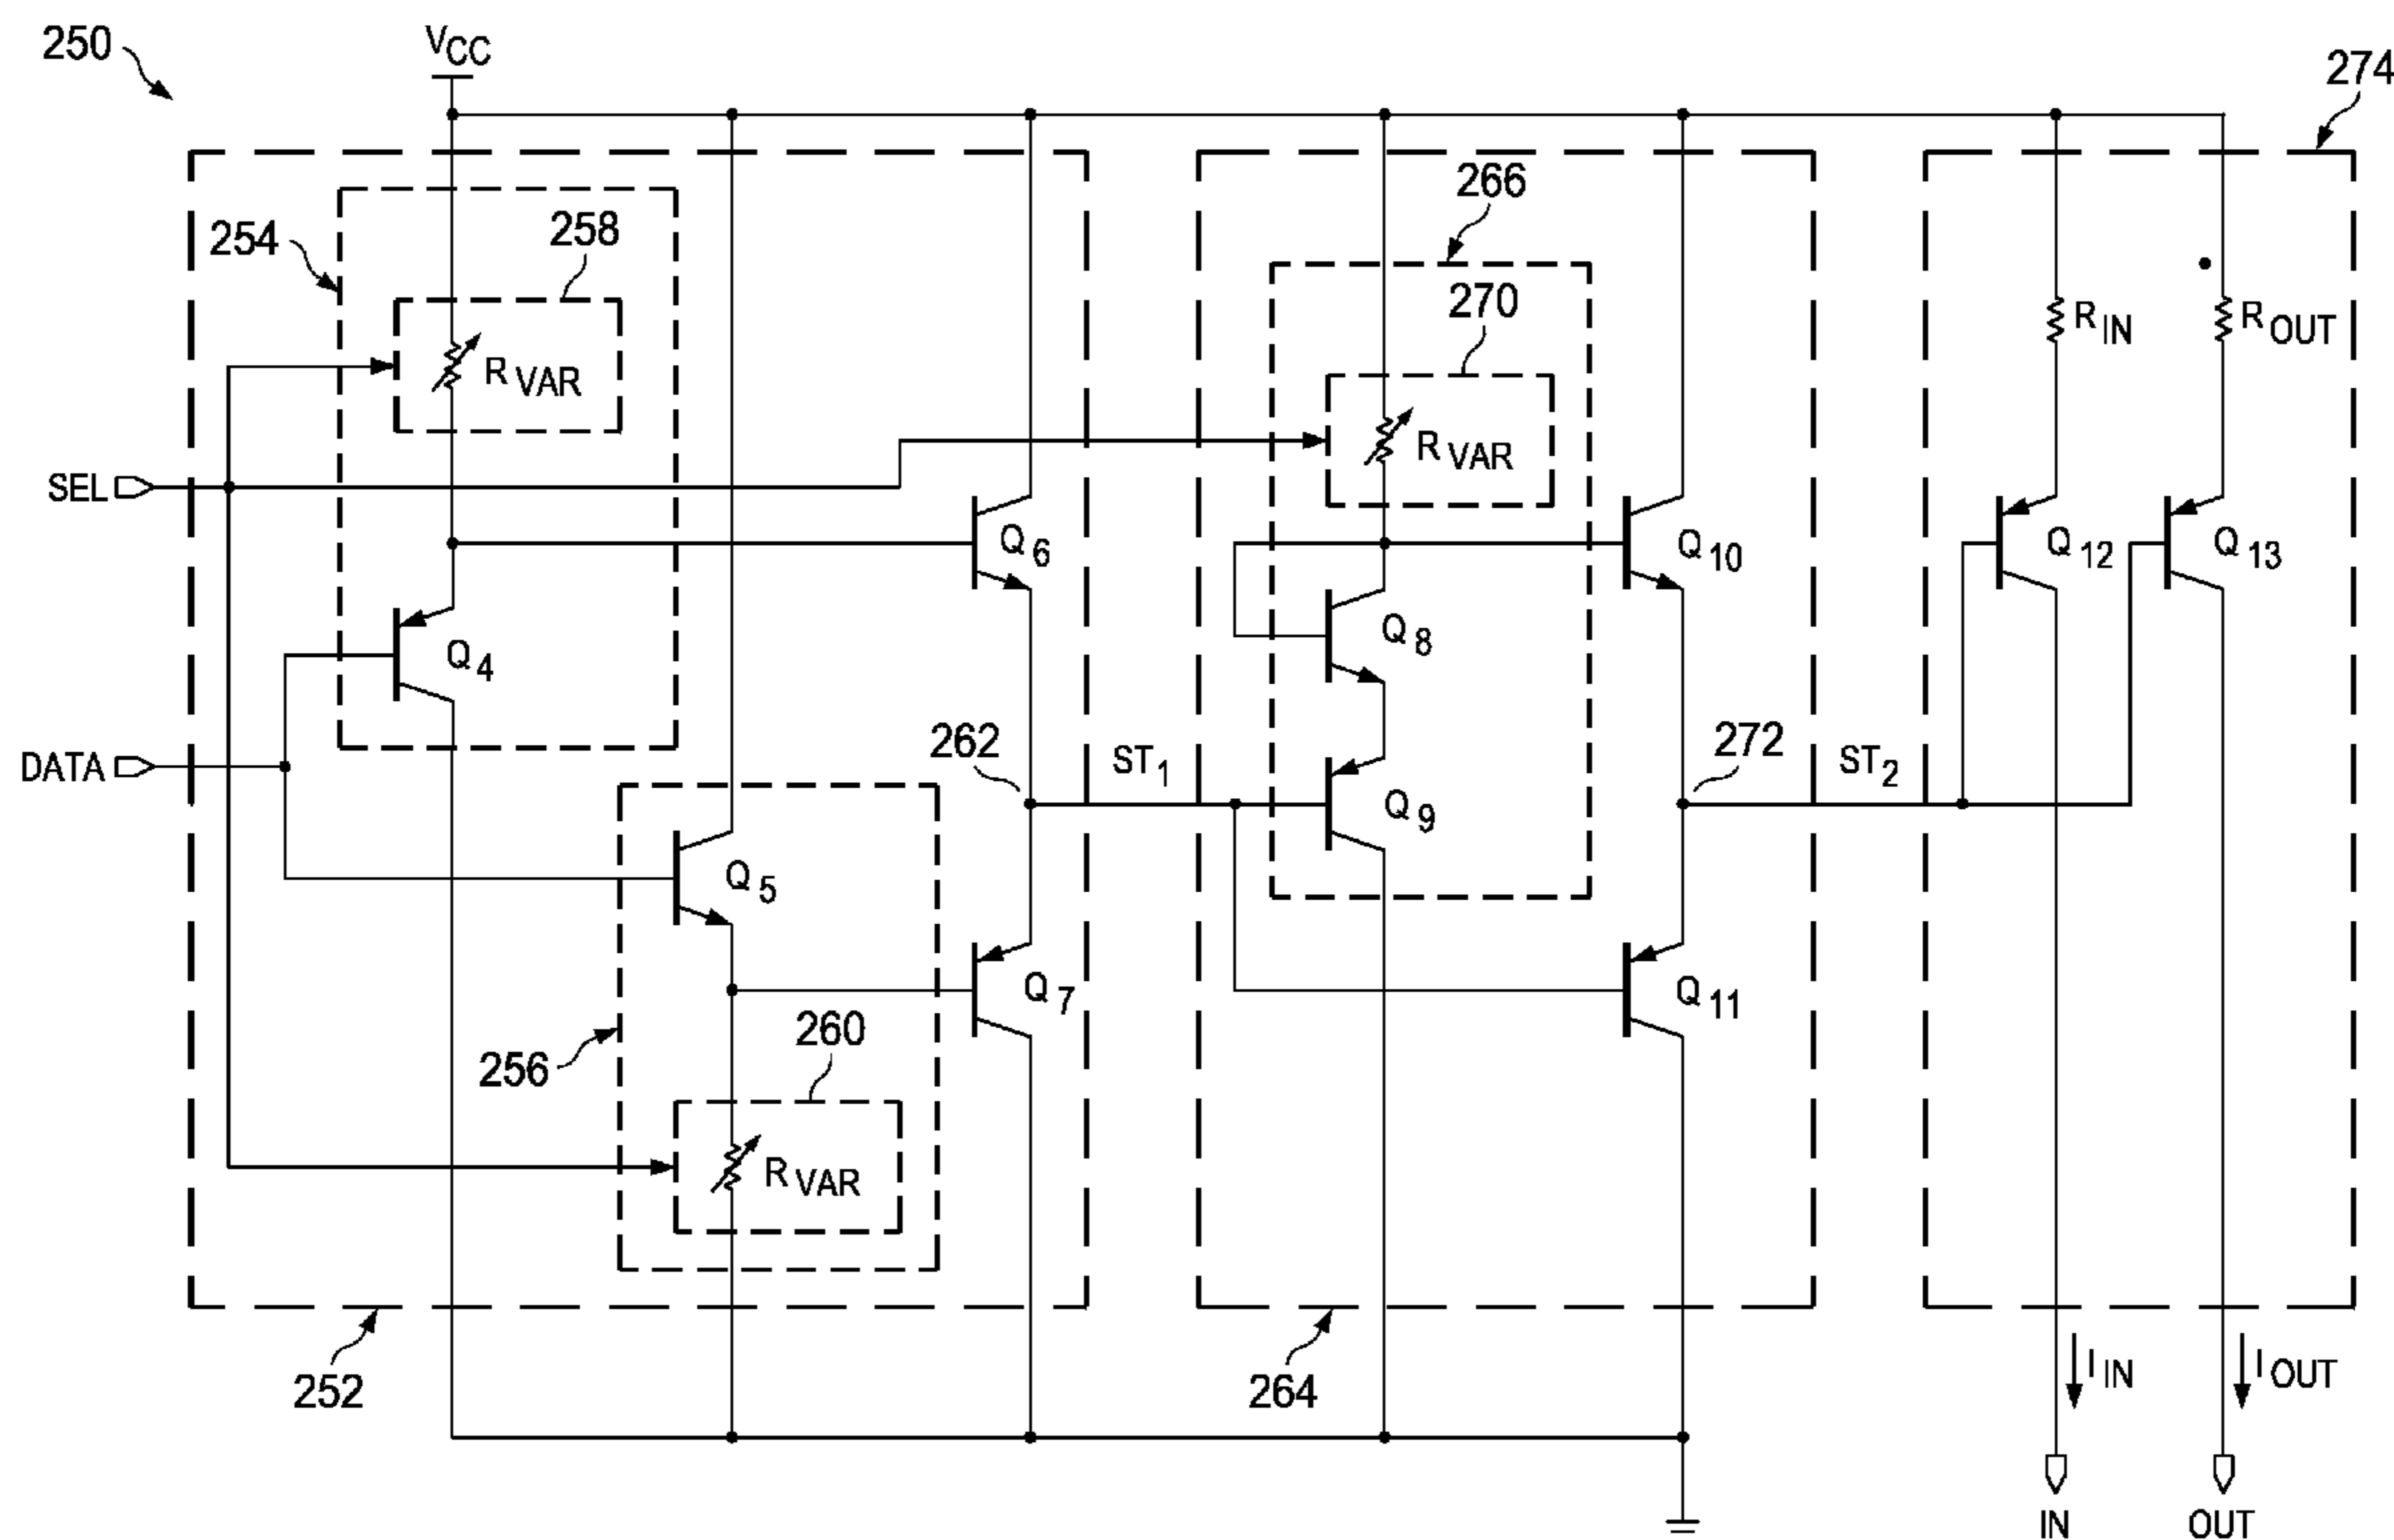 250
VCC
274
266
254
258
270
RIN
ROUT
RVAR
RVAR
SEL
Q6
Q10
Q12
Q13
Q8
Q4
262
ST1
272
ST2
DATA
Q9
Q5
Q7
Q11
260
256
RVAR
252
264
IIN
IOUT
IN
OUT